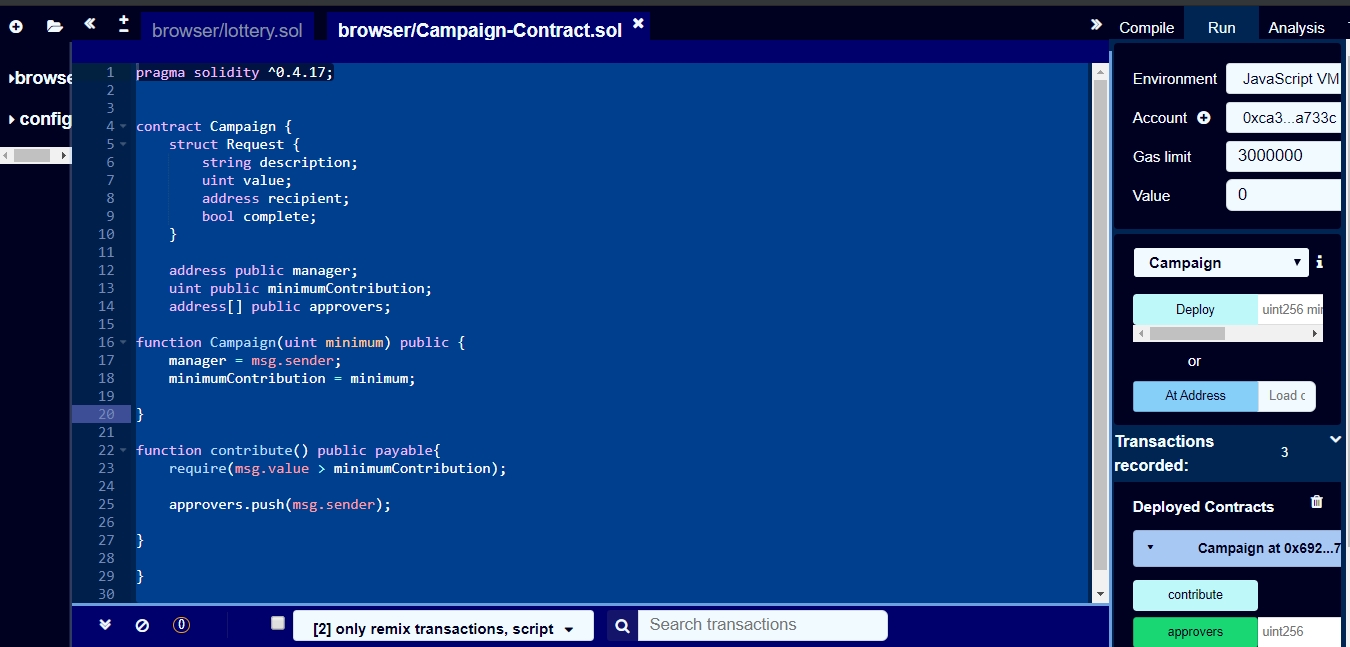 browser/lottery.sol
browser/Campaign-Contract.sol
Compile
Run
Analysis
browse
config
1 pragma solidity ^0.4.17;
2
3
4 contract Campaign {
5 struct Request {
6 string description;
7 uint value;
8 address recipient;
9 bool complete;
10 }
11
12 address public manager;
13 uint public minimumContribution;
14 address[] public approvers;
15
16 function Campaign(uint minimum) public {
17 manager = msg.sender;
18 minimumContribution = minimum;
19
20 }
21
22 function contribute() public payable{
23 require(msg.value > minimumContribution);
24
25 approvers.push(msg.sender);
26
27 }
28
29 }
30
0
[2] only remix transactions, script
Search transactions
Environment JavaScript VM
Account 0xca3...a733c
Gas limit 3000000
Value 0
Campaign
Deploy uint256 min
or
At Address Load c
Transactions
recorded: 3
Deployed Contracts
Campaign at 0x692...7
contribute
approvers uint256